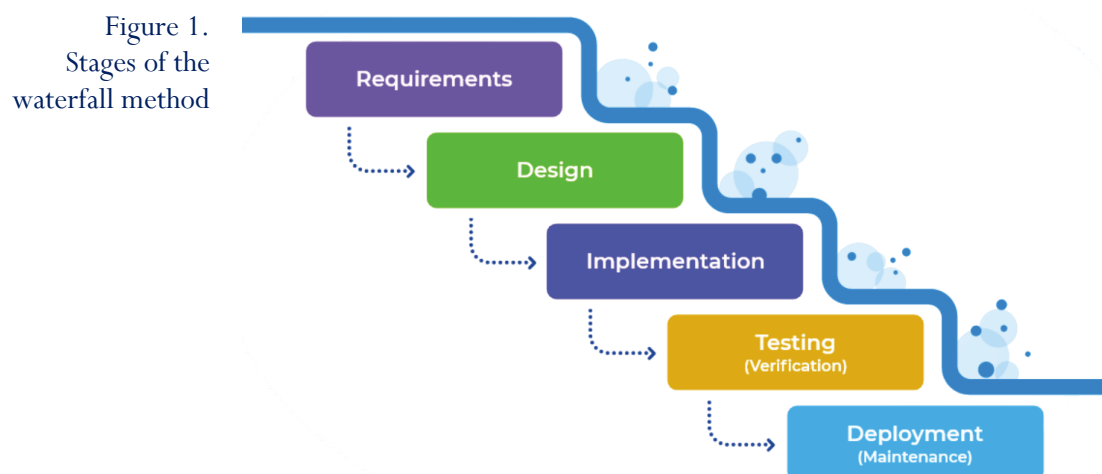 Figure 1.
Stages of the
waterfall method
Requirements
Design
Implementation
Testing
(Verification)
Deployment
(Maintenance)